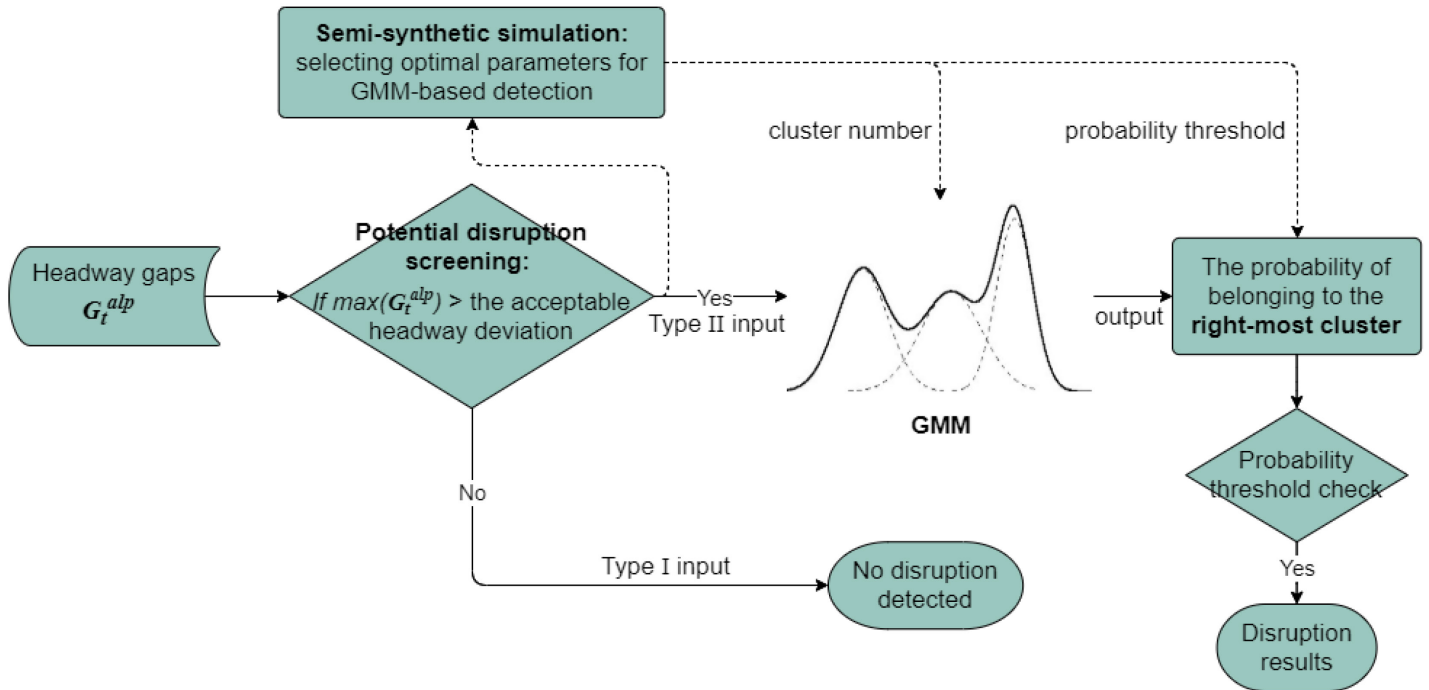 Semi-synthetic simulation:
selecting optimal parameters for
GMM-based detection
cluster number
probability threshold
Headway gaps
G_t^{alp}
Potential disruption
screening:
If max(G_t^{alp}) > the acceptable
headway deviation
Yes
Type II input
GMM
output
The probability of
belonging to the
right-most cluster
Probability
threshold check
Yes
Disruption
results
No
Type I input
No disruption
detected